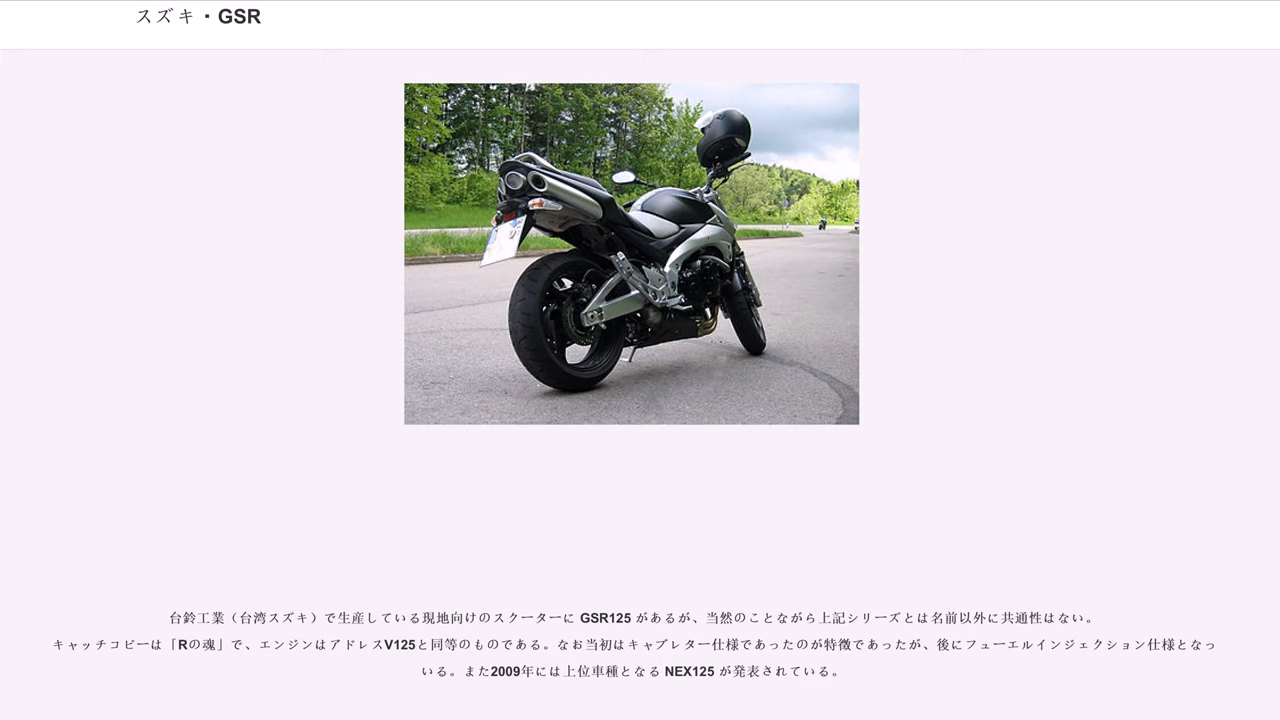 スズキ・GSR
台鈴工業（台湾スズキ）で生産している現地向けのスクーターに GSR125 があるが、当然のことながら上記シリーズとは名前以外に共通性はない。
キャッチコピーは「Rの魂」で、エンジンはアドレスV125と同等のものである。なお当初はキャブレター仕様であったのが特徴であったが、後にフューエルインジェクション仕様となっ
いる。また2009年には上位車種となる NEX125 が発表されている。